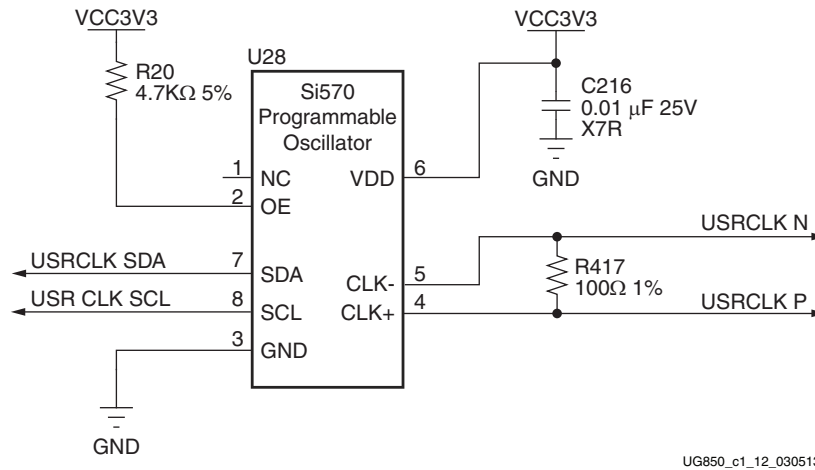 VCC3V3
R20
4.7KΩ 5%
U28
Si570
Programmable
Oscillator
VCC3V3
C216
0.01 μF 25V
X7R
GND
1
NC
2
OE
VDD
6
USRCLK SDA
7
SDA
USR CLK SCL
8
SCL
3
GND
GND
CLK-
5
CLK+
4
USRCLK N
R417
100Ω 1%
USRCLK P
UG850_c1_12_030513